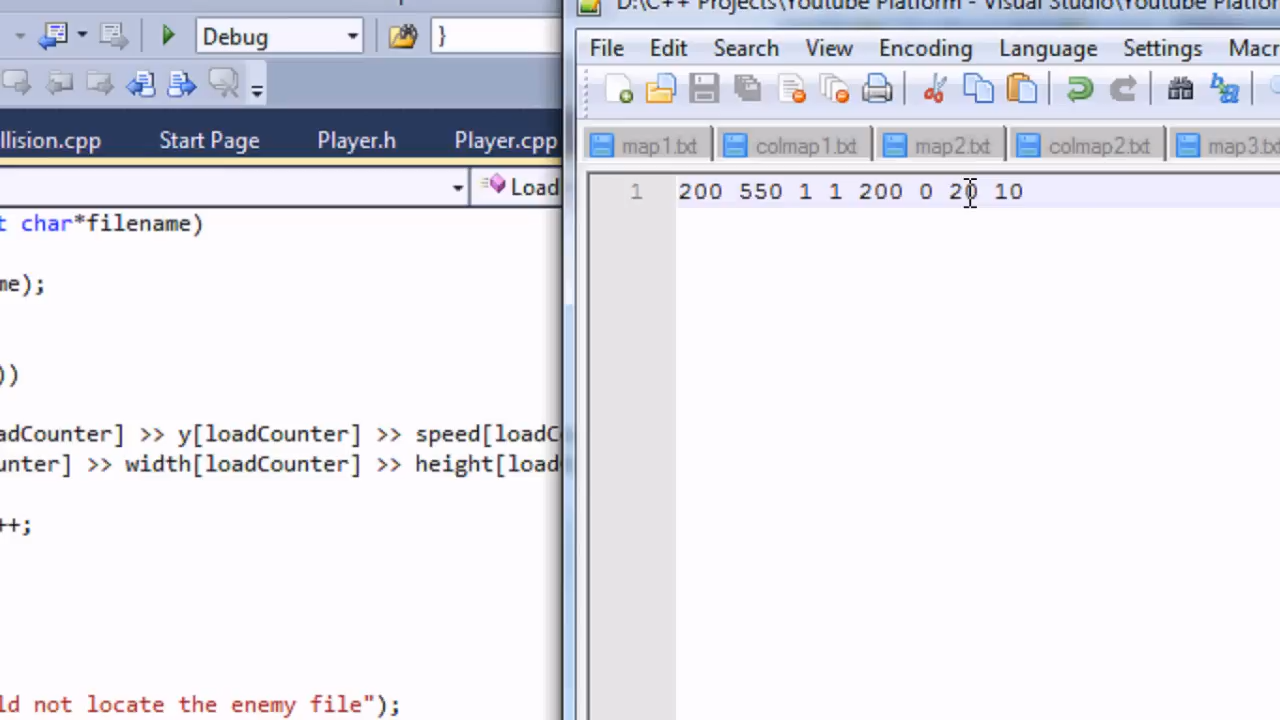 D:\C++ Projects\Youtube Platform - Visual Studio\Youtube Platfor
Debug
}
File Edit Search View Encoding Language Settings Macr
llision.cpp Start Page Player.h Player.cpp
map1.txt colmap1.txt map2.txt colmap2.txt map3.tx
Load
1 200 550 1 1 200 0 20 10
t char*filename)
me);
))
adCounter] >> y[loadCounter] >> speed[loadC
unter] >> width[loadCounter] >> height[load
++;
ld not locate the enemy file");